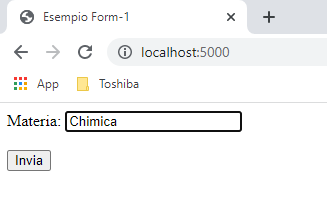 Esempio Form-1
localhost:5000
App Toshiba
Materia: Chimica
Invia